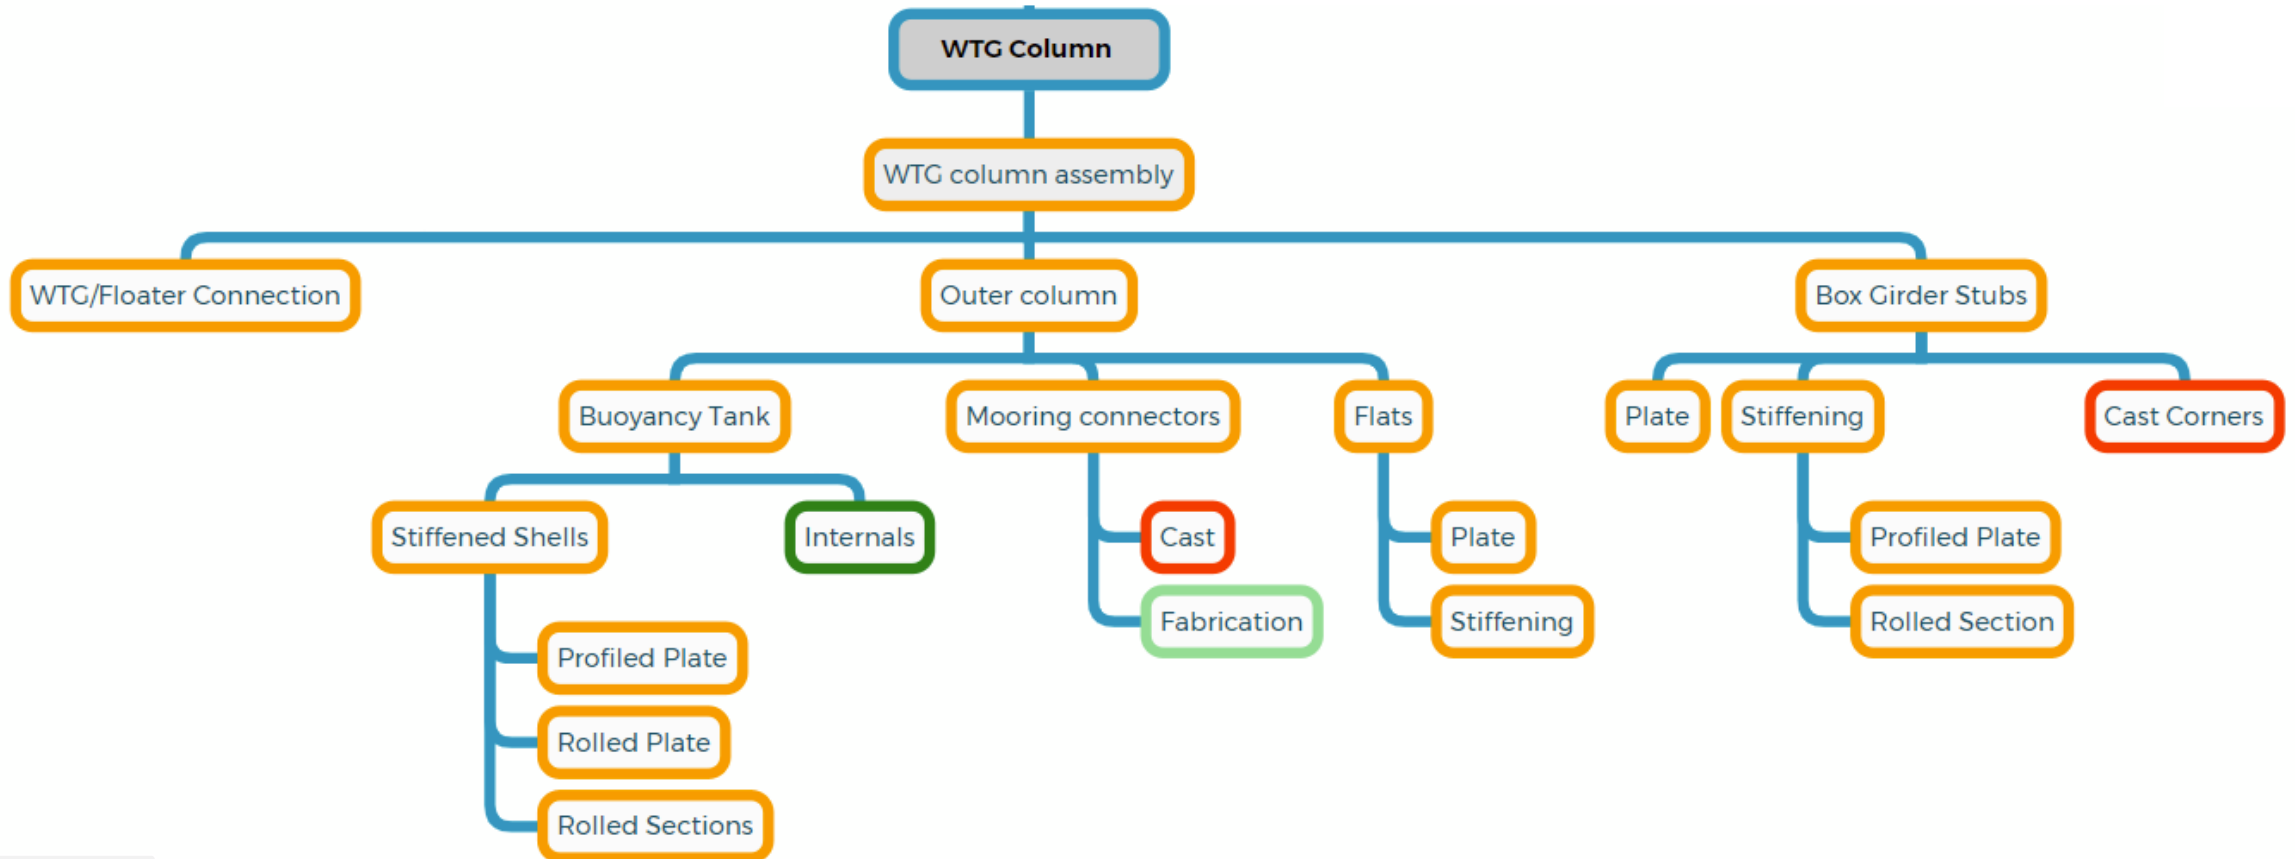 WTG Column
WTG column assembly
WTG/Floater Connection
Outer column
Box Girder Stubs
Buoyancy Tank
Mooring connectors
Flats
Plate
Stiffening
Cast Corners
Stiffened Shells
Internals
Cast
Plate
Profiled Plate
Fabrication
Stiffening
Rolled Section
Profiled Plate
Rolled Plate
Rolled Sections